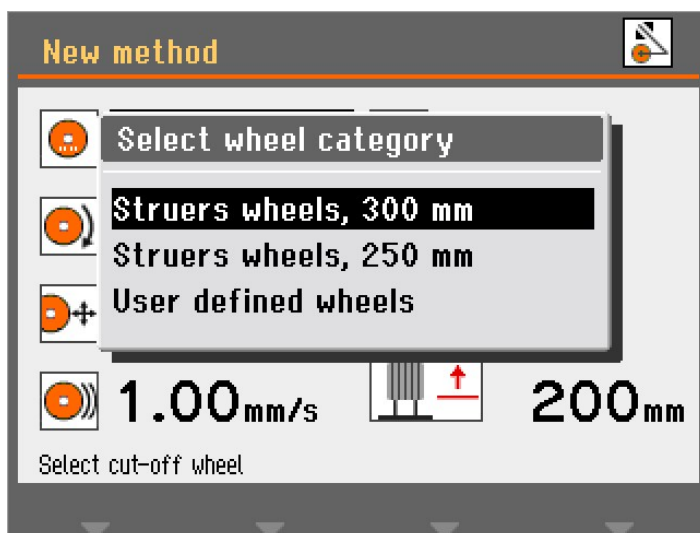 New method
Select wheel category
Struers wheels, 300 mm
Struers wheels, 250 mm
User defined wheels
1.00mm/s
200mm
Select cut-off wheel